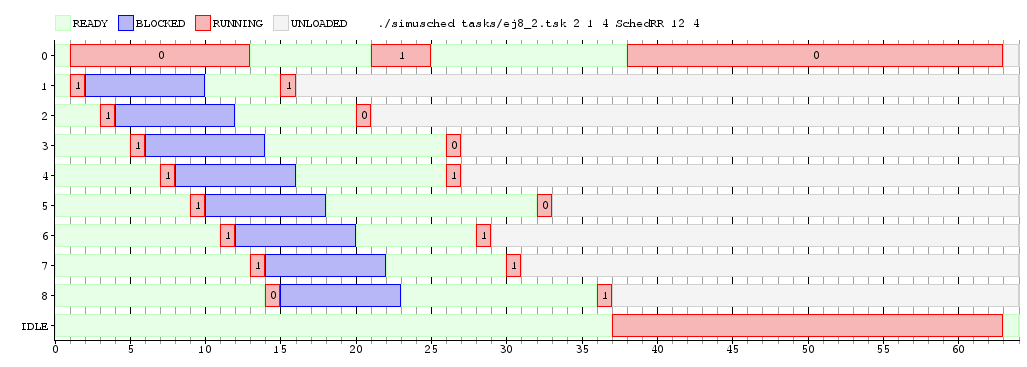 READY BLOCKED RUNNING UNLOADED ./simusched tasks/ej8_2.tsk 2 1 4 SchedRR 12 4
0 0 1 0
1 1 1
2 1 0
3 1 0
4 1 1
5 1 0
6 1 1
7 1 1
8 0 1
IDLE
0 5 10 15 20 25 30 35 40 45 50 55 60